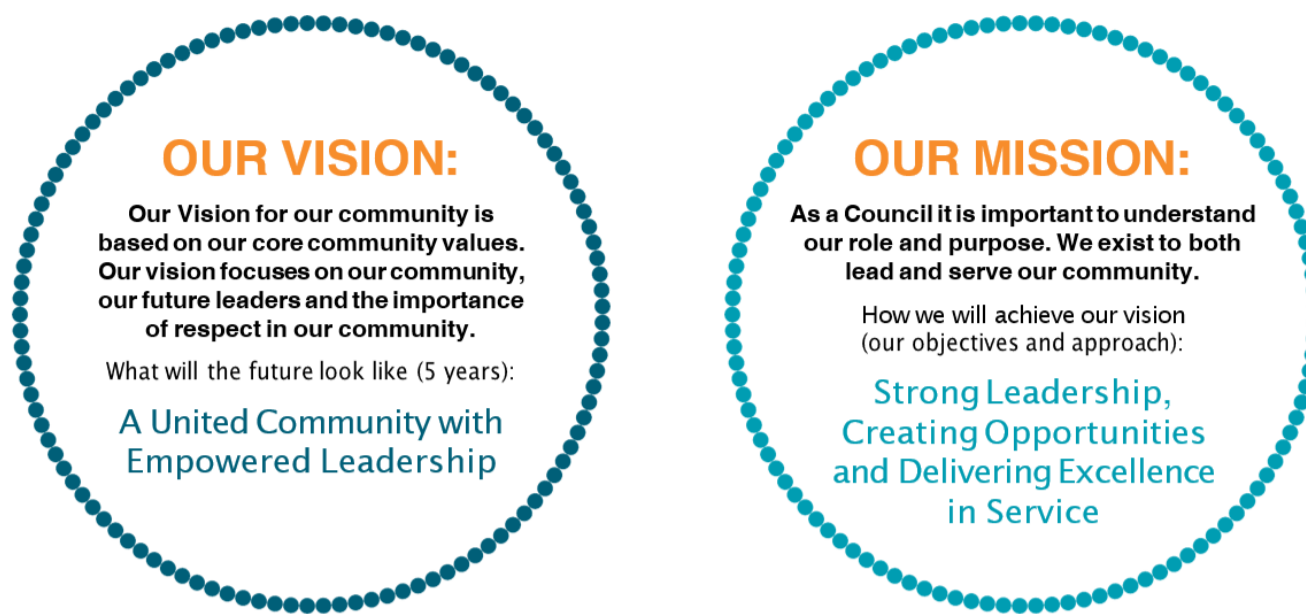 OUR VISION:
Our Vision for our community is
based on our core community values.
Our vision focuses on our community,
our future leaders and the importance
of respect in our community.
What will the future look like (5 years):
A United Community with
Empowered Leadership
OUR MISSION:
As a Council it is important to understand
our role and purpose. We exist to both
lead and serve our community.
How we will achieve our vision
(our objectives and approach):
Strong Leadership,
Creating Opportunities
and Delivering Excellence
in Service